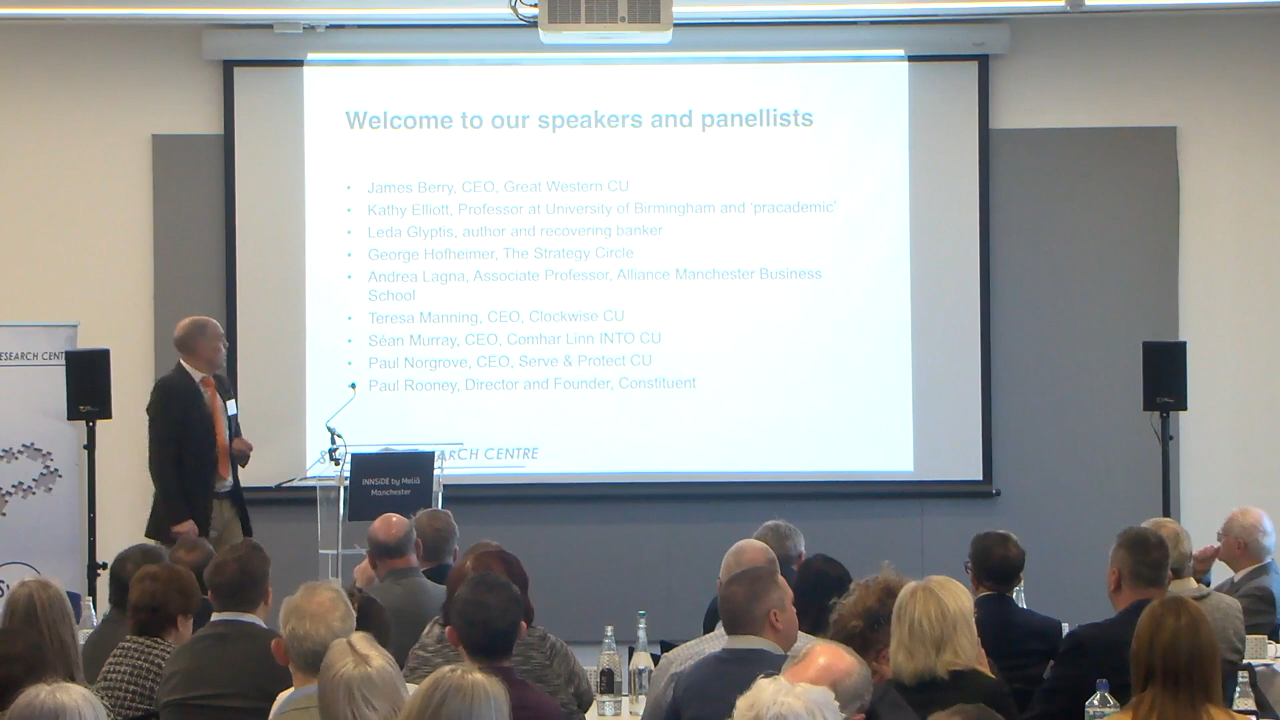 Welcome to our speakers and panellists
• James Berry, CEO, Great Western CU
• Kathy Elliott, Professor at University of Birmingham and 'pracademic'
• Leda Glyptis, author and recovering banker
• George Hofheimer, The Strategy Circle
• Andrea Lagna, Associate Professor, Alliance Manchester Business
School
• Teresa Manning, CEO, Clockwise CU
• Séan Murray, CEO, Comhar Linn INTO CU
• Paul Norgrove, CEO, Serve & Protect CU
• Paul Rooney, Director and Founder, Constituent
ARCH CENTRE
ESEARCH CENT
INNSiDE by Meliá
Manchester